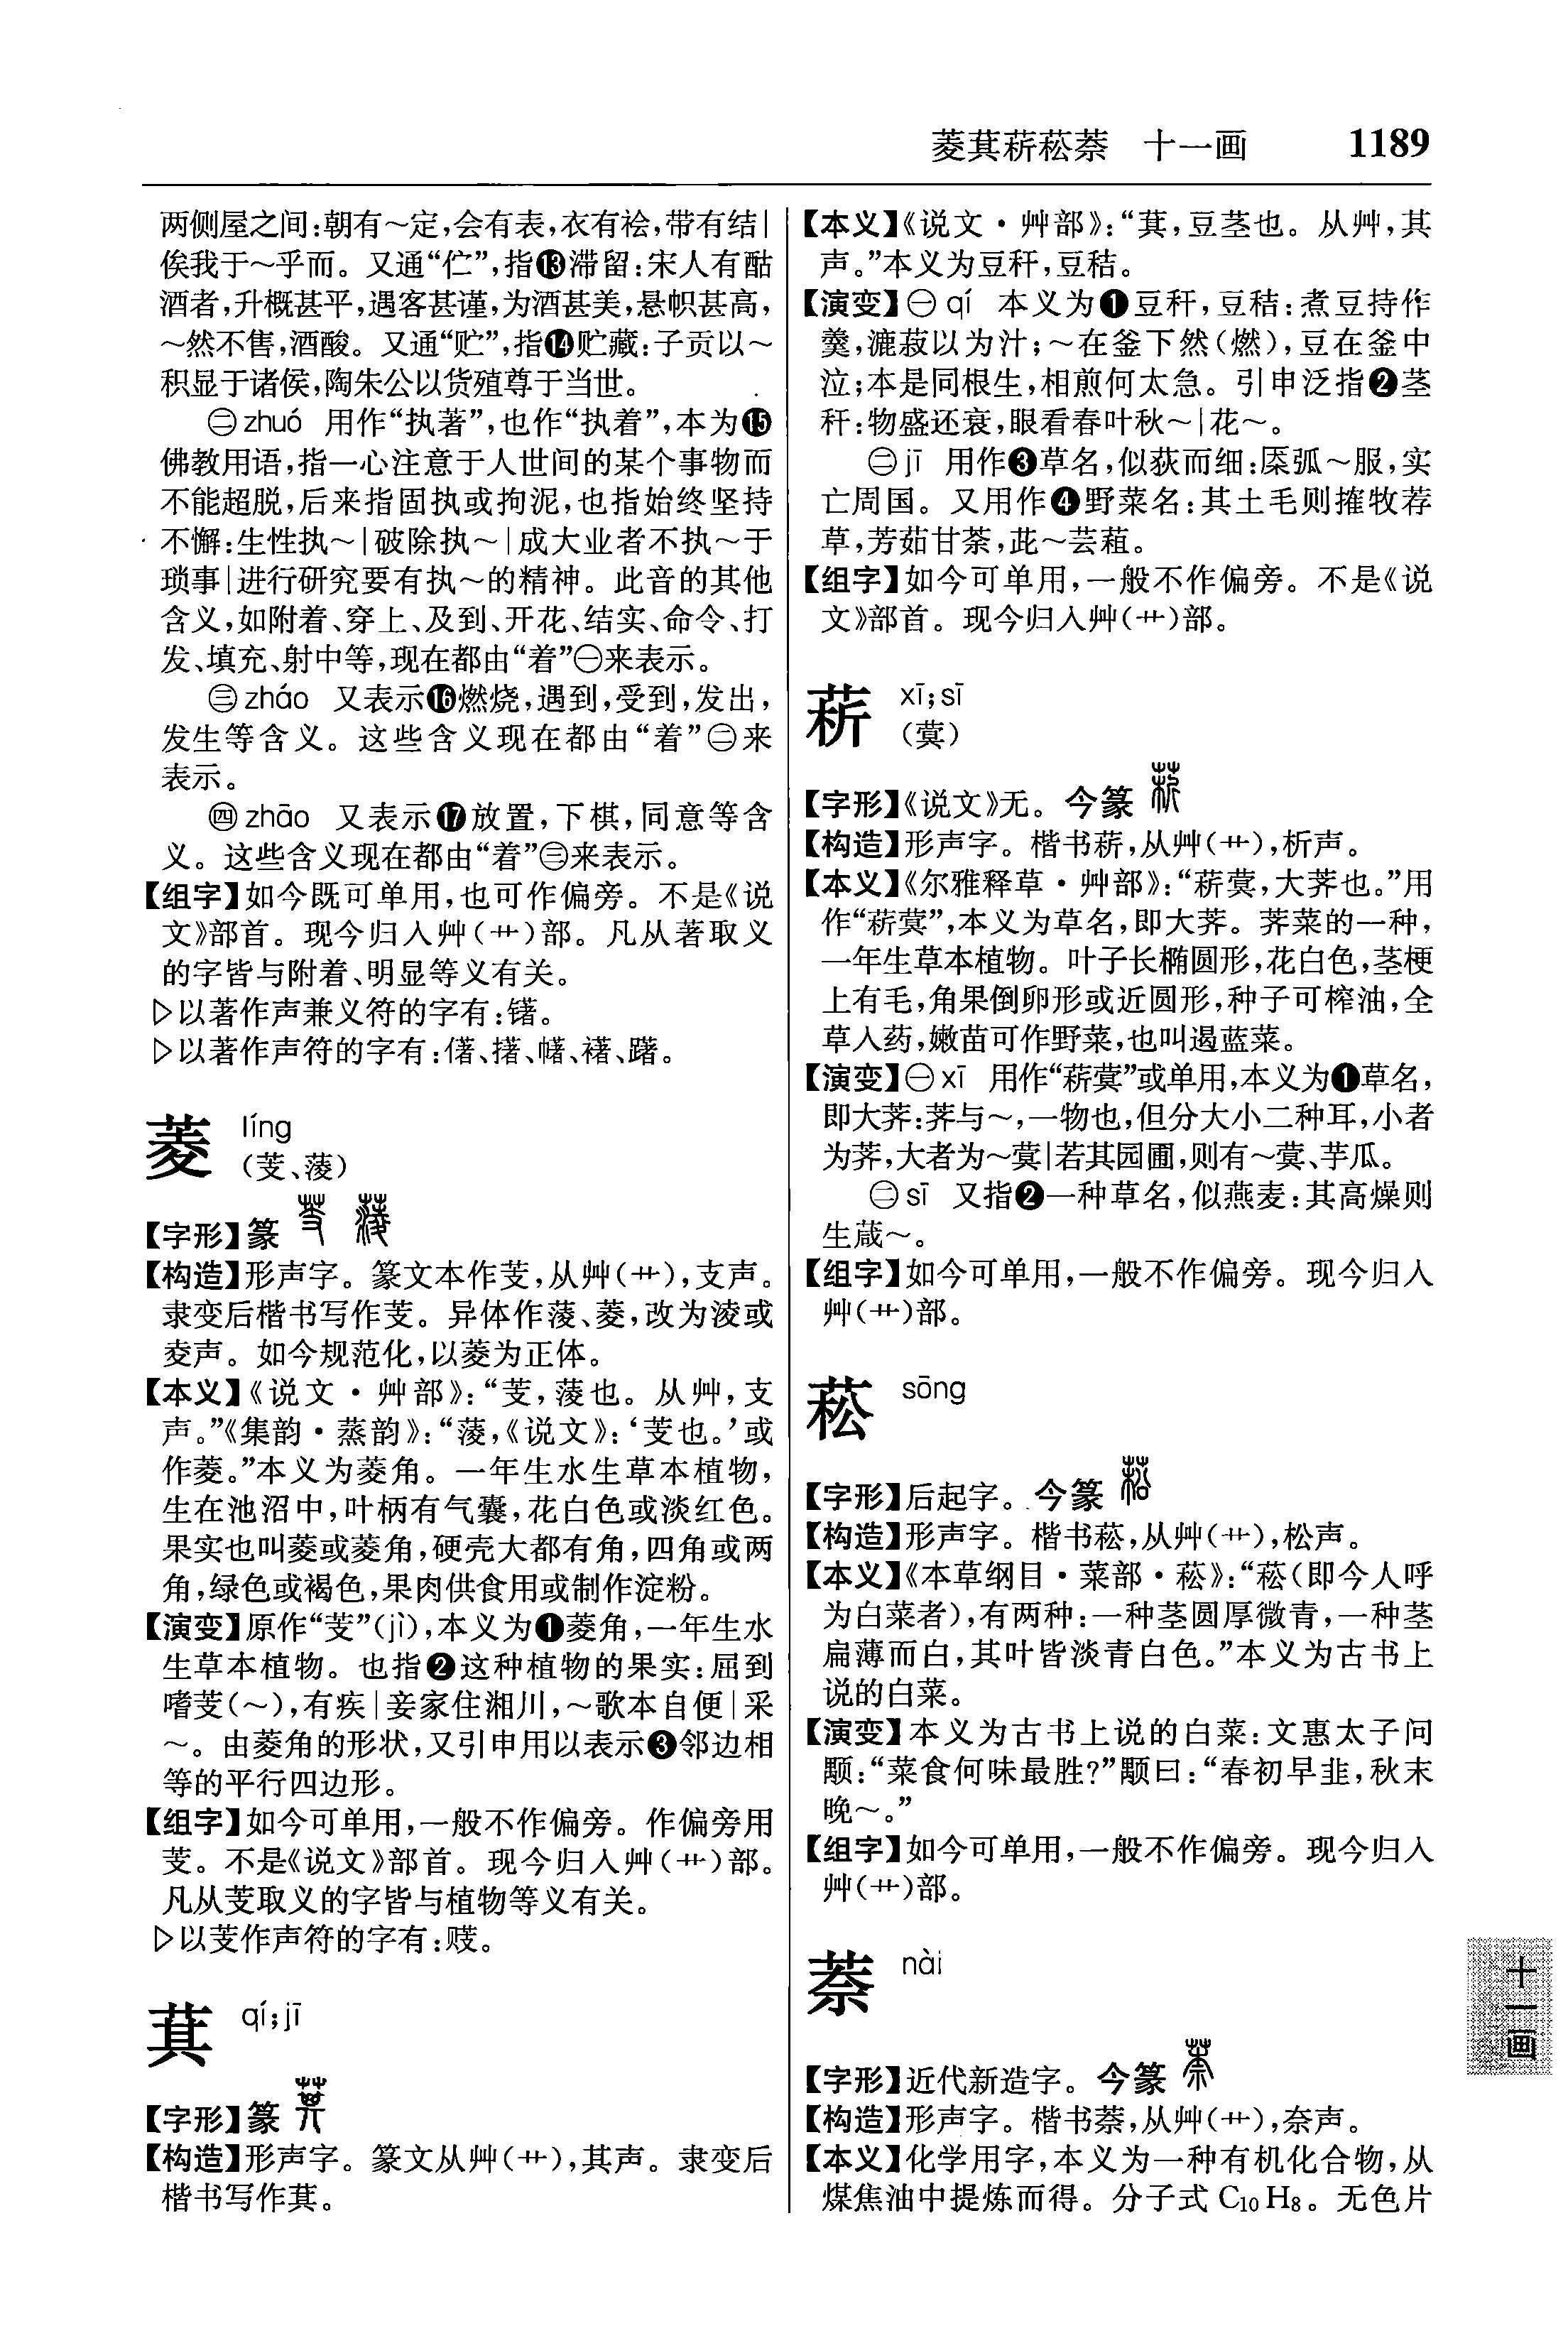 菱萁菥菘萘　十一画　1189
两侧屋之间:朝有～定,会有表,衣有襘,带有结|
俟我于～乎而。又通“伫”,指⓭滞留:宋人有酤
酒者,升概甚平,遇客甚谨,为酒甚美,悬帜甚高,
～然不售,酒酸。又通“贮”,指⓮贮藏:子贡以～
积显于诸侯,陶朱公以货殖尊于当世。
㊁zhuó　用作“执著”,也作“执着”,本为⓯
佛教用语,指一心注意于人世间的某个事物而
不能超脱,后来指固执或拘泥,也指始终坚持
不懈:生性执～|破除执～|成大业者不执～于
琐事|进行研究要有执～的精神。此音的其他
含义,如附着、穿上、及到、开花、结实、命令、打
发、填充、射中等,现在都由“着”㊀来表示。
㊂zháo　又表示⓰燃烧,遇到,受到,发出,
发生等含义。这些含义现在都由“着”㊁来
表示。
㊃zhāo　又表示⓱放置,下棋,同意等含
义。这些含义现在都由“着”㊂来表示。
【组字】如今既可单用,也可作偏旁。不是《说
文》部首。现今归入艸(艹)部。凡从著取义
的字皆与附着、明显等义有关。
▷以著作声兼义符的字有:锗。
▷以著作声符的字有:偖、撯、幬、禇、躇。
菱　líng
(芰、蔆)
【字形】篆
【构造】形声字。篆文本作芰,从艸(艹),支声。
隶变后楷书写作芰。异体作蔆、菱,改为淩或
夌声。如今规范化,以菱为正体。
【本义】《说文·艸部》:“芰,蔆也。从艸,支
声。”《集韵·蒸韵》:“蔆,《说文》:‘芰也。’或
作菱。”本义为菱角。一年生水生草本植物,
生在池沼中,叶柄有气囊,花白色或淡红色。
果实也叫菱或菱角,硬壳大都有角,四角或两
角,绿色或褐色,果肉供食用或制作淀粉。
【演变】原作“芰”(jì),本义为❶菱角,一年生水
生草本植物。也指❷这种植物的果实:屈到
嗜芰(～),有疾|妾家住湘川,～歌本自便|采
～。由菱角的形状,又引申用以表示❸邻边相
等的平行四边形。
【组字】如今可单用,一般不作偏旁。作偏旁用
芰。不是《说文》部首。现今归入艸(艹)部。
凡从芰取义的字皆与植物等义有关。
▷以芰作声符的字有:。
萁　qí;jī
【字形】篆
【构造】形声字。篆文从艸(艹),其声。隶变后
楷书写作萁。
【本义】《说文·艸部》:“萁,豆茎也。从艸,其
声。”本义为豆秆,豆秸。
【演变】㊀qí　本义为❶豆秆,豆秸:煮豆持作
羹,漉菽以为汁;～在釜下然(燃),豆在釜中
泣;本是同根生,相煎何太急。引申泛指❷茎
秆:物盛还衰,眼看春叶秋～|花～。
㊁jī　用作❸草名,似荻而细:檿弧～服,实
亡周国。又用作❹野菜名:其土毛则搉牧荐
草,芳茹甘荼,茈～芸蒩。
【组字】如今可单用,一般不作偏旁。不是《说
文》部首。现今归入艸(艹)部。
菥　xī;sī
(蓂)
【字形】《说文》无。今篆
【构造】形声字。楷书菥,从艸(艹),析声。
【本义】《尔雅释草·艸部》:“菥蓂,大荠也。”用
作“菥蓂”,本义为草名,即大荠。荠菜的一种,
一年生草本植物。叶子长椭圆形,花白色,茎梗
上有毛,角果倒卵形或近圆形,种子可榨油,全
草入药,嫩苗可作野菜,也叫遏蓝菜。
【演变】㊀xī　用作“菥蓂”或单用,本义为❶草名,
即大荠:荠与～,一物也,但分大小二种耳,小者
为荠,大者为～蓂|若其园圃,则有～蓂、芋瓜。
㊁sī　又指❷一种草名,似燕麦:其高燥则
生葴～。
【组字】如今可单用,一般不作偏旁。现今归入
艸(艹)部。
菘　sōng
【字形】后起字。今篆
【构造】形声字。楷书菘,从艸(艹),松声。
【本义】《本草纲目·菜部·菘》:“菘(即今人呼
为白菜者),有两种:一种茎圆厚微青,一种茎
扁薄而白,其叶皆淡青白色。”本义为古书上
说的白菜。
【演变】本义为古书上说的白菜:文惠太子问
颙:“菜食何味最胜?”颙曰:“春初早韭,秋末
晚～。”
【组字】如今可单用,一般不作偏旁。现今归入
艸(艹)部。
萘　nài
【字形】近代新造字。今篆
【构造】形声字。楷书萘,从艸(艹),奈声。
【本义】化学用字,本义为一种有机化合物,从
煤焦油中提炼而得。分子式C₁₀H₈。无色片
十一画